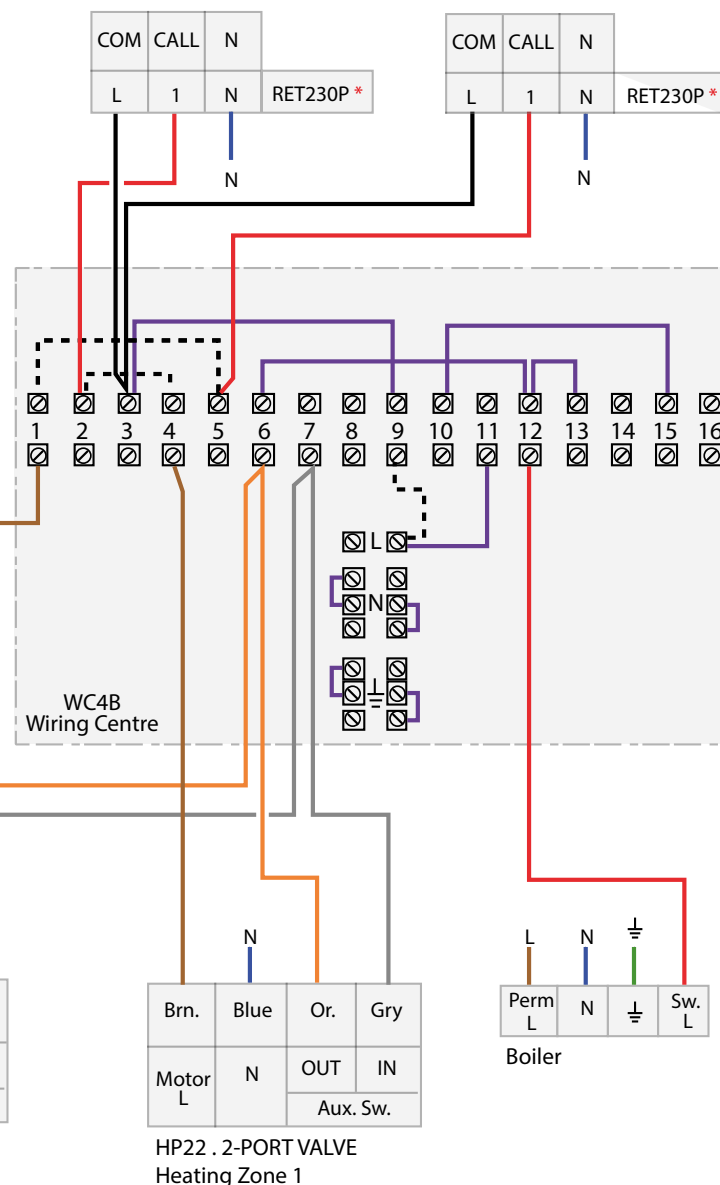 COM CALL N
L 1 N RET230P *
N
COM CALL N
L 1 N RET230P *
N
1 2 3 4 5 6 7 8 9 10 11 12 13 14 15 16
L
N
WC4B
Wiring Centre
N
Brn. Blue Or. Gry
Motor
L
N
OUT IN
Aux. Sw.
HP22 . 2-PORT VALVE
Heating Zone 1
L N
Perm
L
N
Sw.
L
Boiler